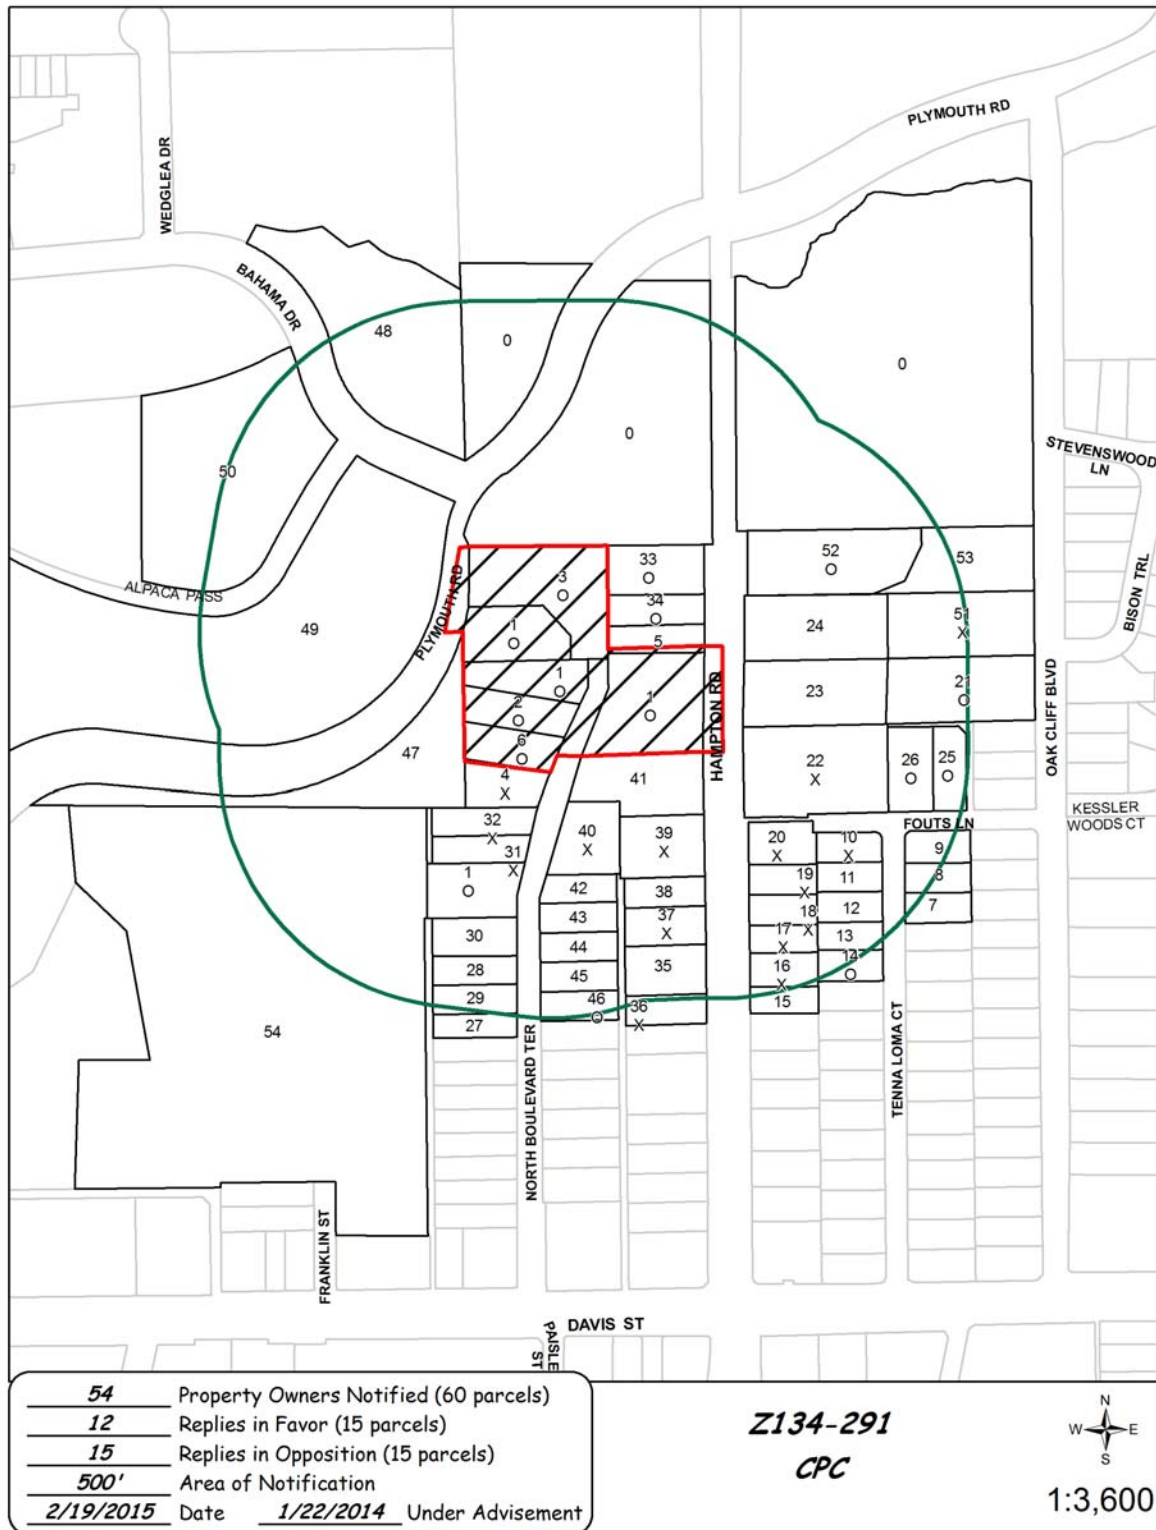 PLYMOUTH RD
WEDGLEA DR
BAHAMA DR
48
0
0
0
STEVENSWOOD
LN
50
BISON TRL
ALPACA PASS
49
PLYMOUTH RD
3
O
33
O
52
O
53
34
O
1
O
5
24
51
X
1
O
1
O
23
21
O
2
O
6
O
HAMPTON RD
OAK CLIFF BLVD
47
4
X
41
22
X
26
O
25
O
KESSLER
WOODS CT
FOUTS LN
32
X
31
X
40
X
39
X
20
X
10
X
9
1
O
42
38
19
X
11
8
43
37
X
18
X
12
7
30
44
17
X
13
28
45
35
16
X
14
O
29
46
O
36
X
15
27
54
NORTH BOULEVARD TER
TENNA LOMA CT
FRANKLIN ST
DAVIS ST
PAISLE
ST
54 Property Owners Notified (60 parcels)
12 Replies in Favor (15 parcels)
15 Replies in Opposition (15 parcels)
500' Area of Notification
2/19/2015 Date 1/22/2014 Under Advisement
Z134-291
CPC
N
W E
S
1:3,600